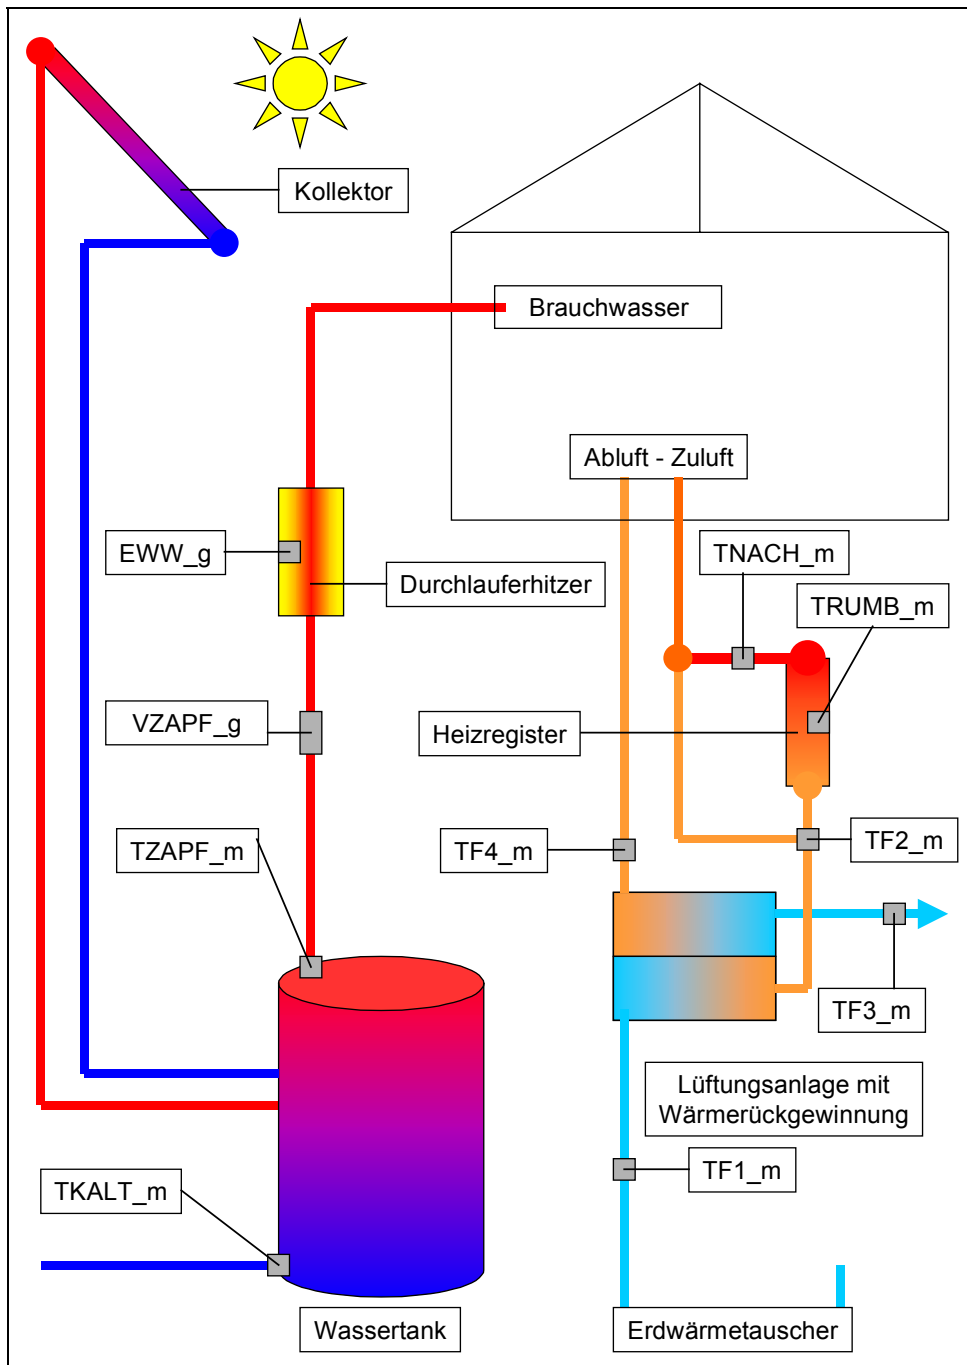 Kollektor
Brauchwasser
Abluft - Zuluft
EWW_g
TNACH_m
Durchlauferhitzer
TRUMB_m
VZAPF_g
Heizregister
TZAPF_m
TF4_m
TF2_m
TF3_m
Lüftungsanlage mit
Wärmerückgewinnung
TF1_m
TKALT_m
Wassertank
Erdwärmetauscher